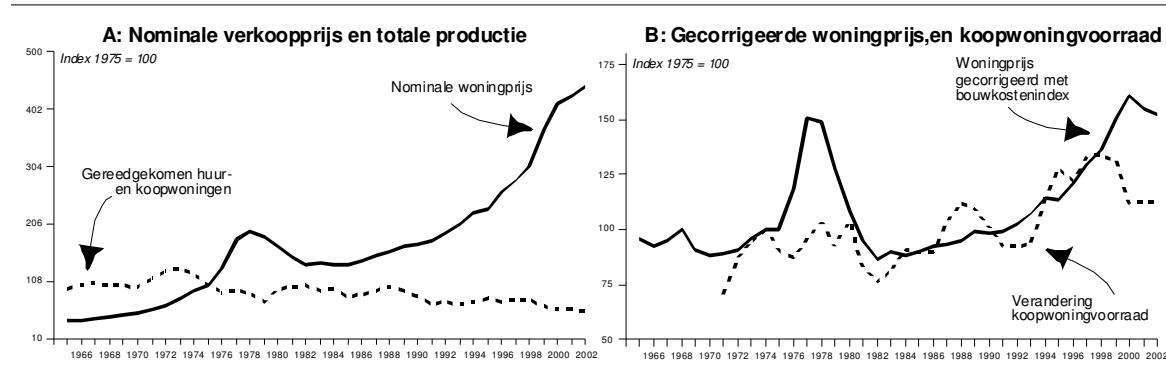 A: Nominale verkoopprijs en totale productie
Index 1975 = 100
500
402
304
206
108
10
Nominale woningprijs
Gereedgekomen huur-
en koopwoningen
1966 1968 1970 1972 1974 1976 1978 1980 1982 1984 1986 1988 1990 1992 1994 1996 1998 2000 2002
B: Gecorrigeerde woningprijs,en koopwoningvoorraad
Index 1975 = 100
175
150
125
100
75
50
Woningprijs
gecorrigeerd met
bouwkostenindex
Verandering
koopwoningvoorraad
1966 1968 1970 1972 1974 1976 1978 1980 1982 1984 1986 1988 1990 1992 1994 1996 1998 2000 2002